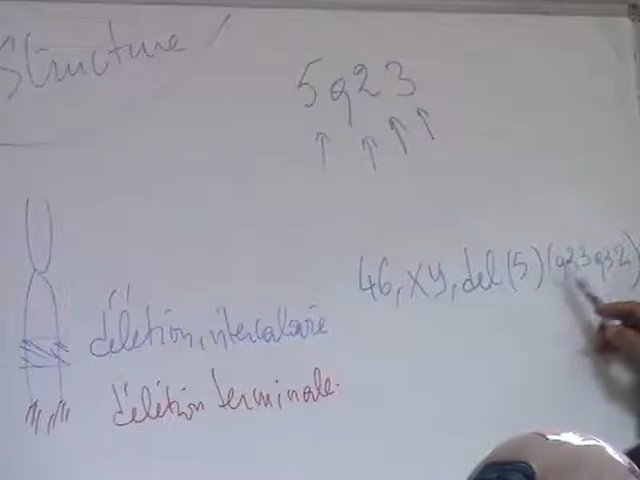 Structure
5q23
46, XY, del(5)(q23q32)
délétion intercalaire
délétion terminale.